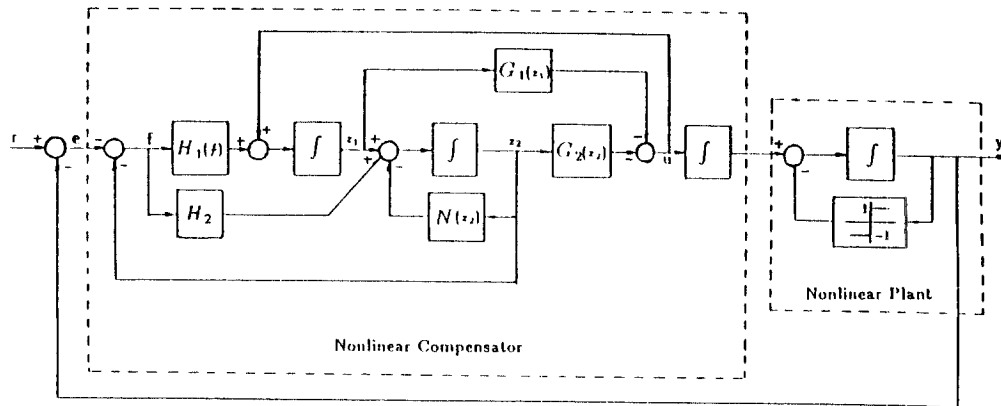 G₁(z₁)
r + e - f H₁(f) + + ∫ z₁ + ∫ z₂ G₂(z₂) - - u ∫ + ∫ y
- - + - -
H₂ N(z₂) 1 -1
Nonlinear Plant
Nonlinear Compensator